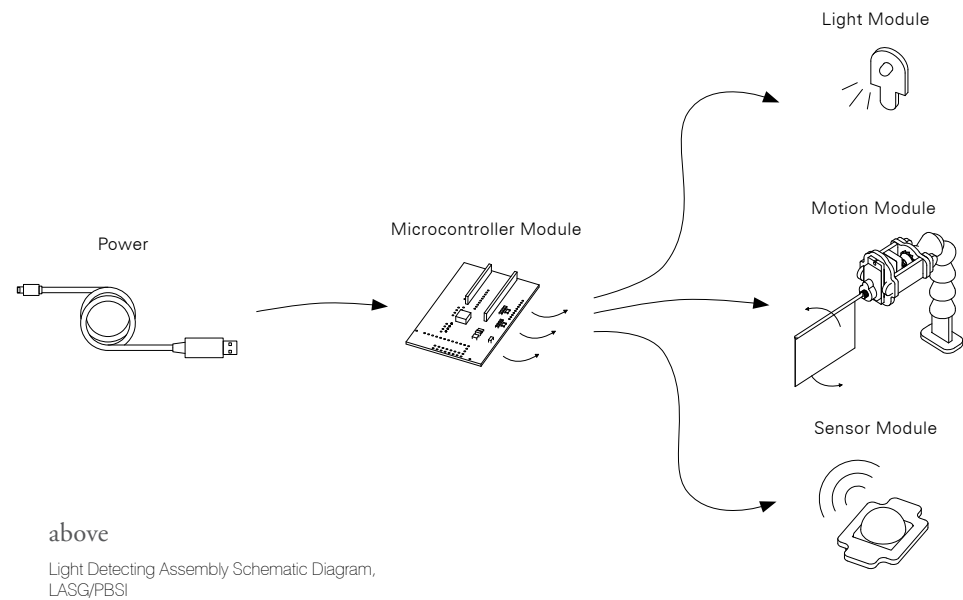 Light Module
Motion Module
Microcontroller Module
Power
Sensor Module
above
Light Detecting Assembly Schematic Diagram,
LASG/PBSI